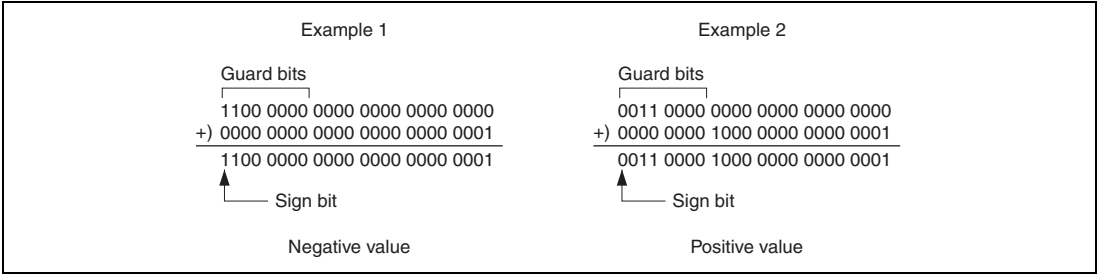 Example 1
Guard bits
1100 0000 0000 0000 0000 0000
+) 0000 0000 0000 0000 0000 0001
1100 0000 0000 0000 0000 0001
Sign bit
Negative value
Example 2
Guard bits
0011 0000 0000 0000 0000 0000
+) 0000 0000 1000 0000 0000 0001
0011 0000 1000 0000 0000 0001
Sign bit
Positive value